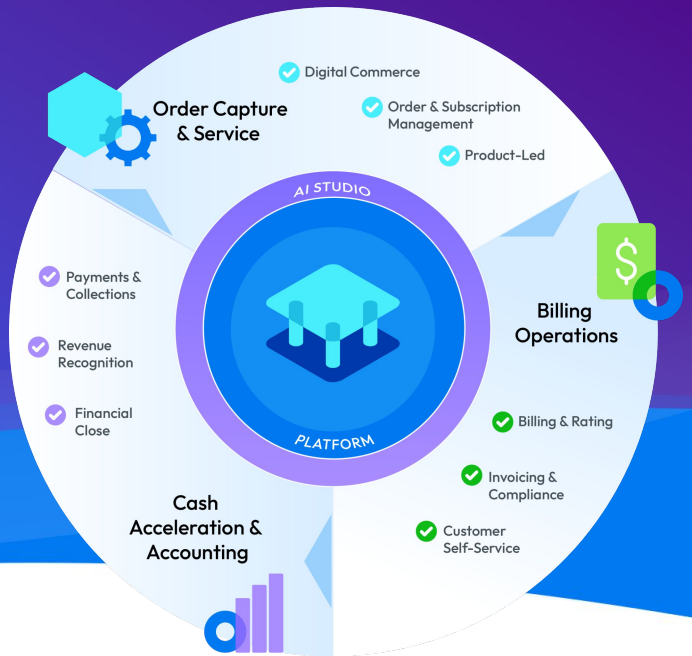 Order Capture
& Service
Digital Commerce
Order & Subscription
Management
Product-Led
AI STUDIO
PLATFORM
$
Billing
Operations
Billing & Rating
Invoicing &
Compliance
Customer
Self-Service
Cash
Acceleration &
Accounting
Payments &
Collections
Revenue
Recognition
Financial
Close